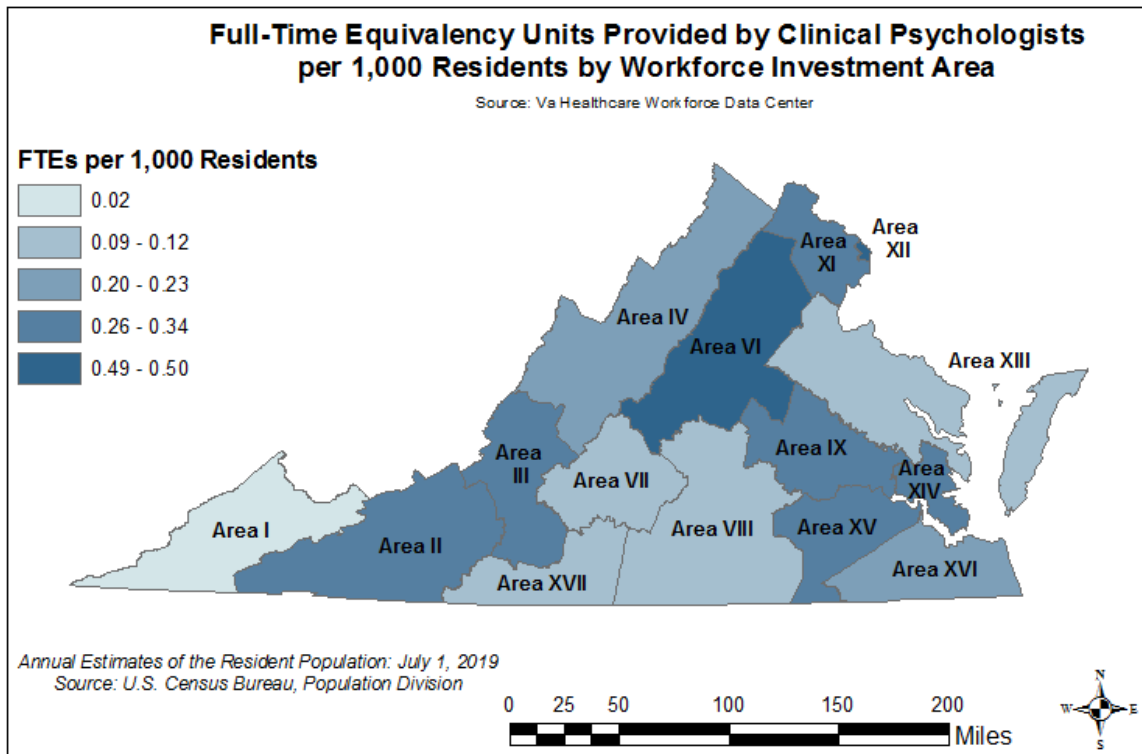 Full-Time Equivalency Units Provided by Clinical Psychologists
per 1,000 Residents by Workforce Investment Area
Source: Va Healthcare Workforce Data Center
FTEs per 1,000 Residents
0.02
0.09 - 0.12
0.20 - 0.23
0.26 - 0.34
0.49 - 0.50
Area
XI
Area
XII
Area IV
Area VI
Area XIII
Area
III
Area VII
Area IX
Area
XIV
Area I
Area II
Area VIII
Area XV
Area XVII
Area XVI
Annual Estimates of the Resident Population: July 1, 2019
Source: U.S. Census Bureau, Population Division
0 25 50 100 150 200
Miles
N
W E
S